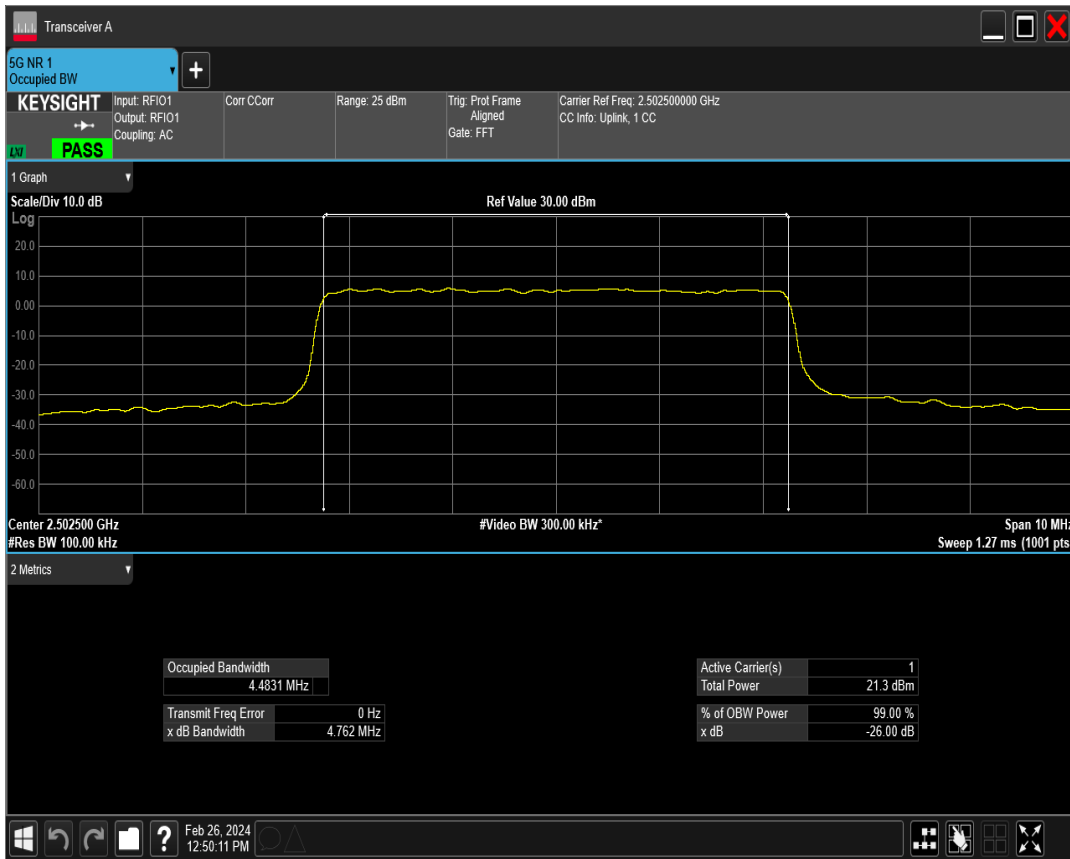 Transceiver A
5G NR 1
Occupied BW
+
KEYSIGHT
LXI
PASS
Input: RFIO1
Output: RFIO1
Coupling: AC
Corr CCorr
Range: 25 dBm
Trig: Prot Frame
Aligned
Gate: FFT
Carrier Ref Freq: 2.502500000 GHz
CC Info: Uplink, 1 CC
1 Graph
Scale/Div 10.0 dB
Ref Value 30.00 dBm
Log
20.0
10.0
0.00
-10.0
-20.0
-30.0
-40.0
-50.0
-60.0
Center 2.502500 GHz
#Video BW 300.00 kHz*
Span 10 MHz
#Res BW 100.00 kHz
Sweep 1.27 ms (1001 pts
2 Metrics
Occupied Bandwidth
4.4831 MHz
Transmit Freq Error 0 Hz
x dB Bandwidth 4.762 MHz
Active Carrier(s) 1
Total Power 21.3 dBm
% of OBW Power 99.00 %
x dB -26.00 dB
?
Feb 26, 2024
12:50:11 PM